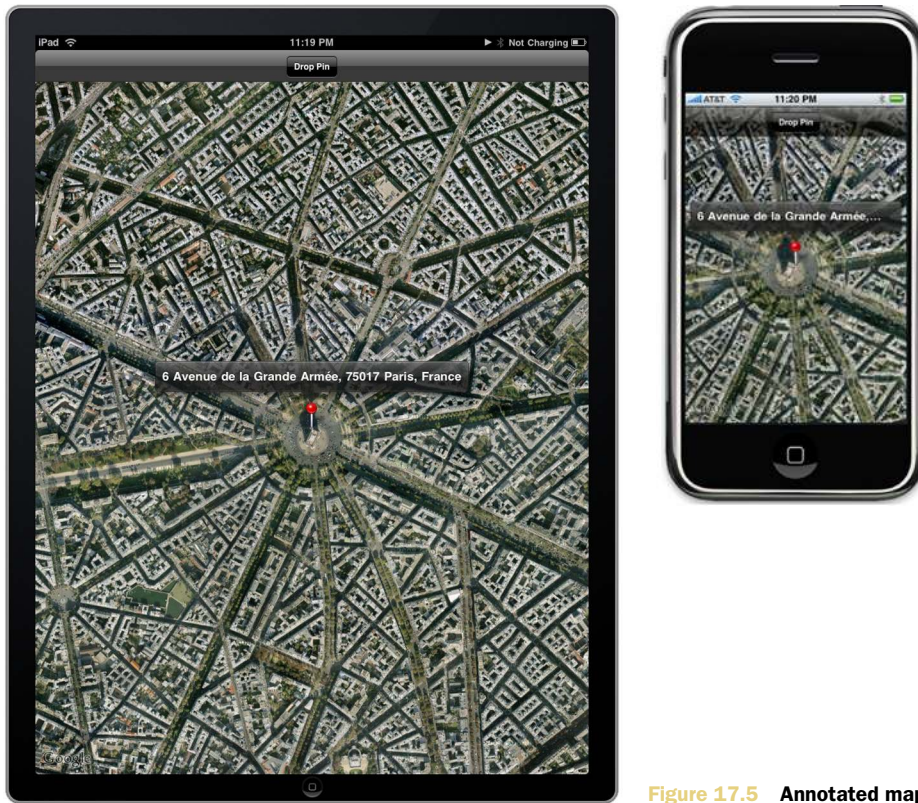 iPad 11:19 PM Not Charging
Drop Pin
6 Avenue de la Grande Armée, 75017 Paris, France
Google
AT&T 11:20 PM
Drop Pin
6 Avenue de la Grande Armée,...
Figure 17.5 Annotated map